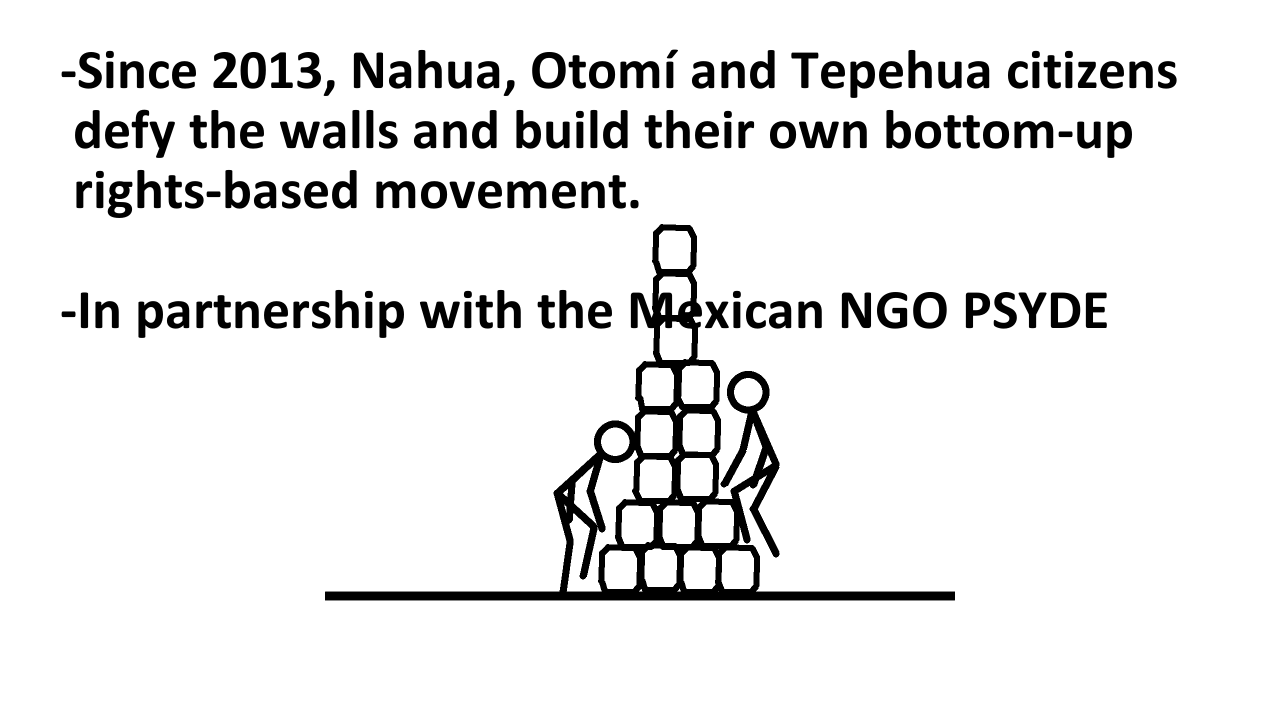 -Since 2013, Nahua, Otomí and Tepehua citizens
defy the walls and build their own bottom-up
rights-based movement.
-In partnership with the Mexican NGO PSYDE